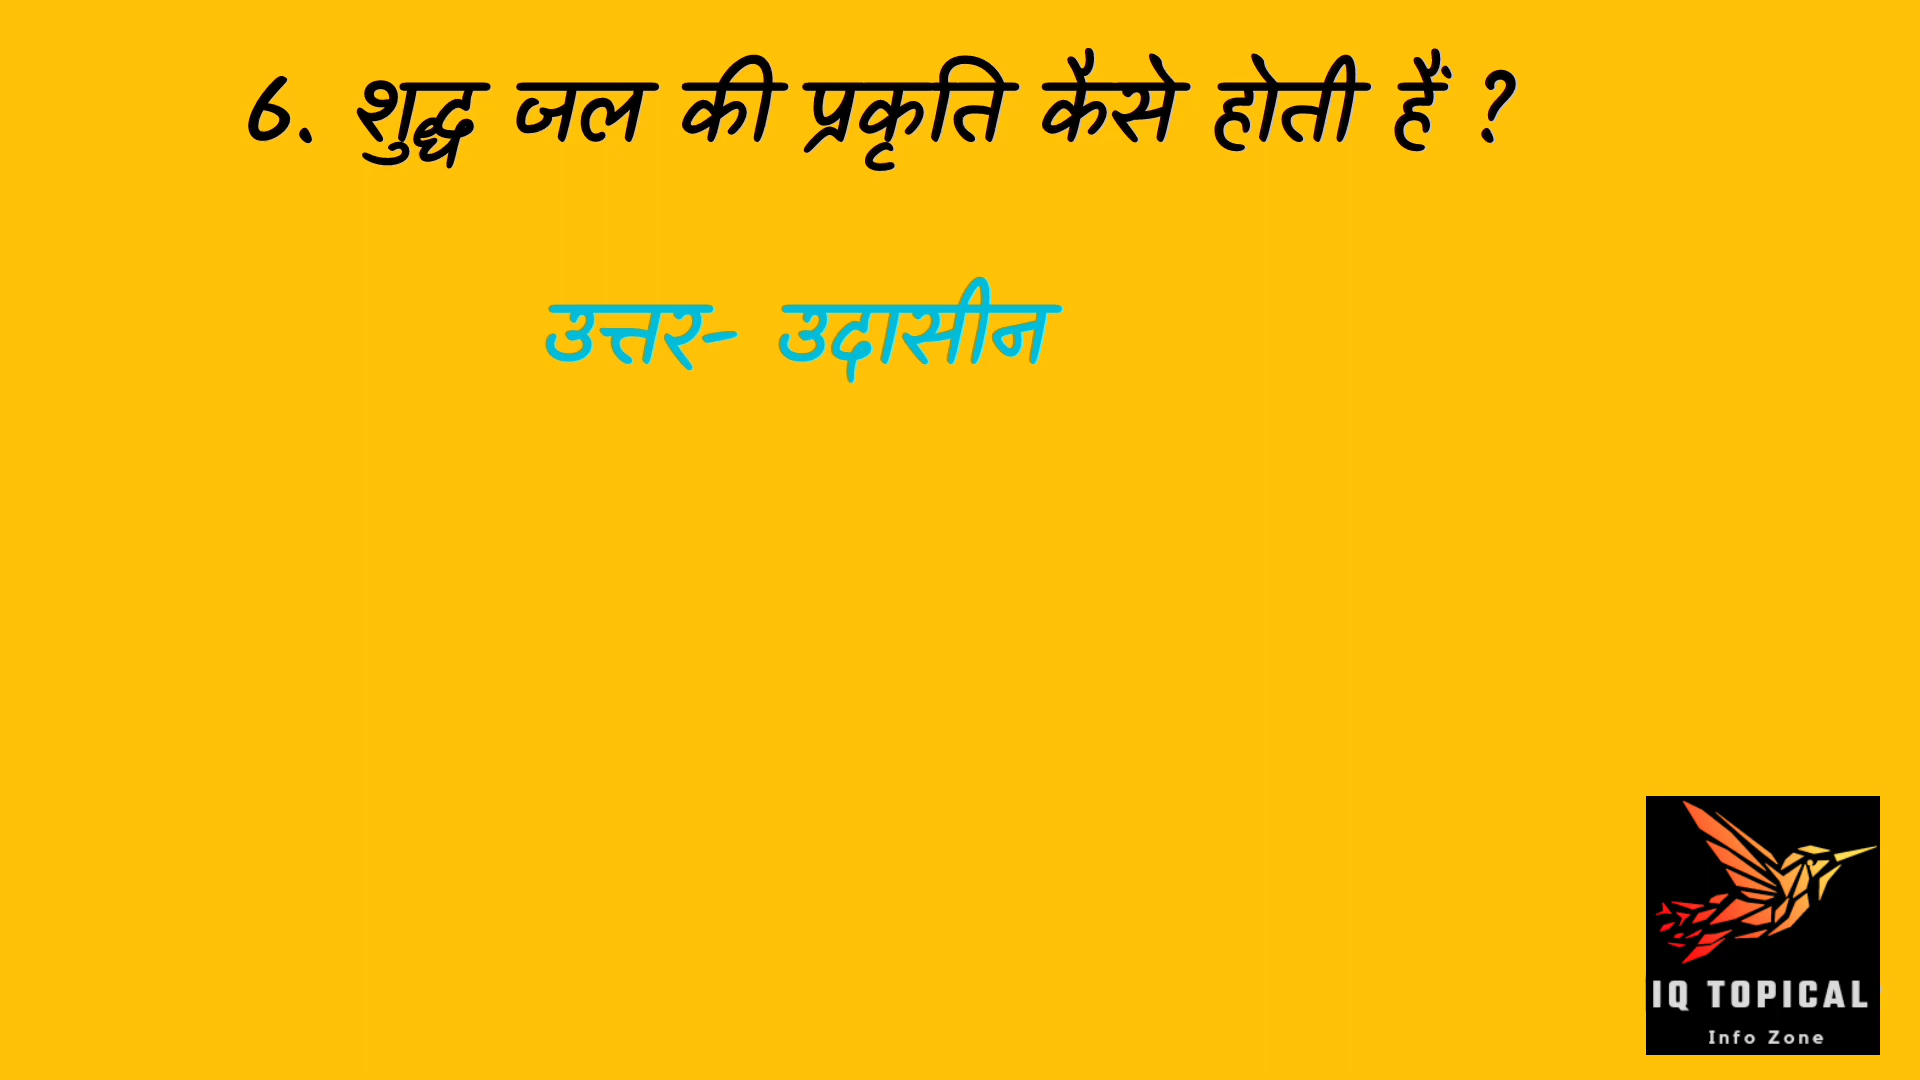 6. शुद्ध जल की प्रकृति कैसे होती हैं ?
उत्तर- उदासीन
IQ TOPICAL
Info Zone